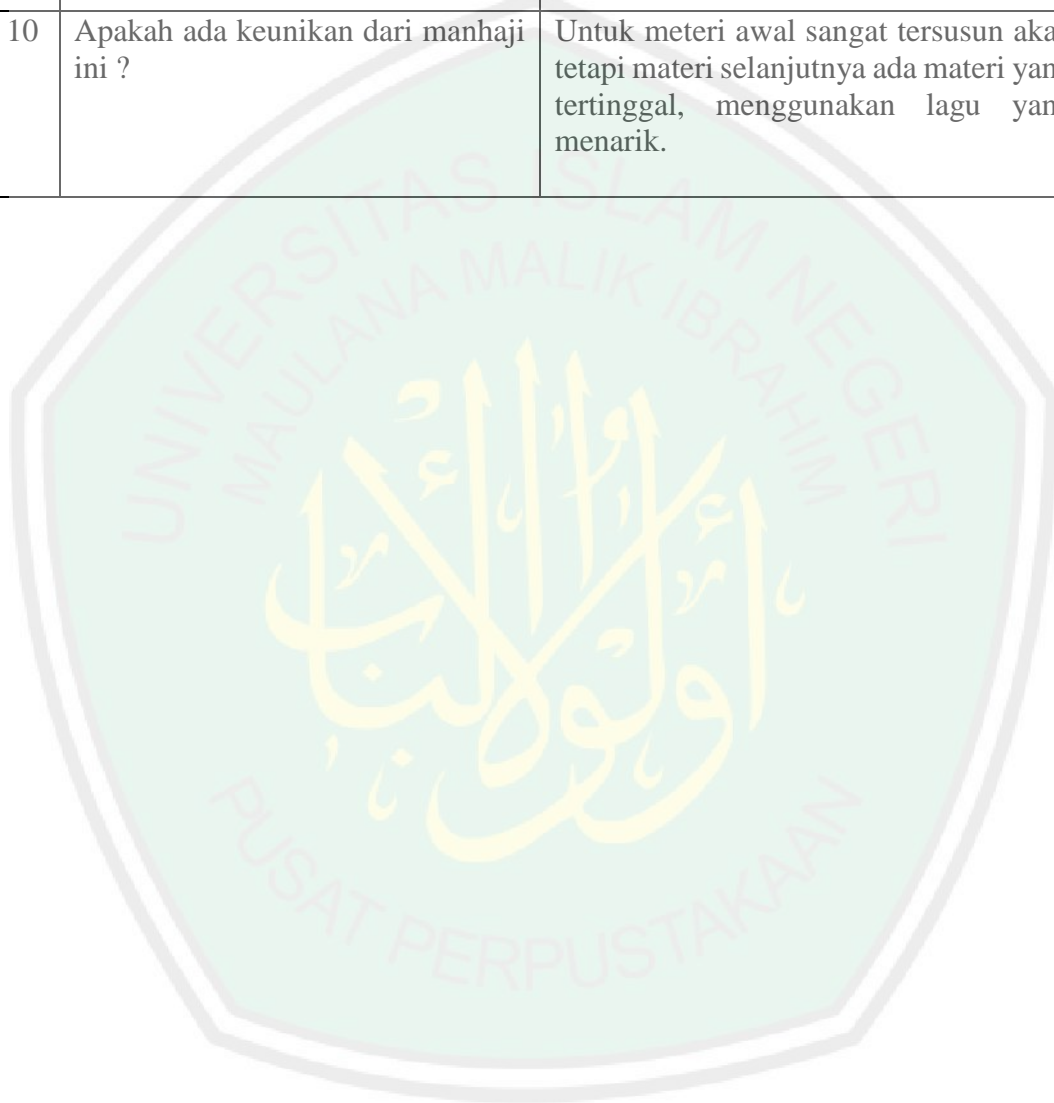 10 Apakah ada keunikan dari manhaji Untuk meteri awal sangat tersusun aka
ini ? tetapi materi selanjutnya ada materi yan
tertinggal, menggunakan lagu yan
menarik.
UNIVERSITAS ISLAM NEGERI
MAULANA MALIK IBRAHIM
PUSAT PERPUSTAKAAN